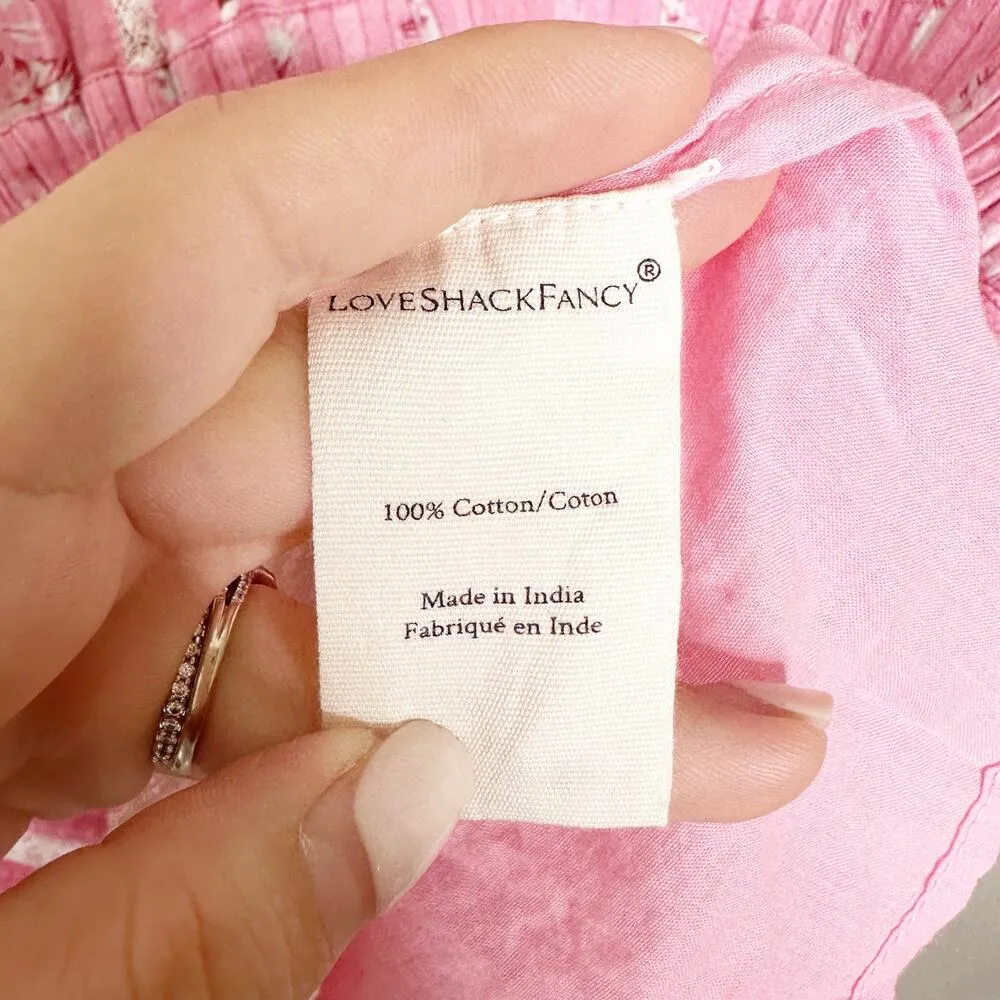 LOVESHACKFANCY®
100% Cotton/Coton
Made in India
Fabriqué en Inde